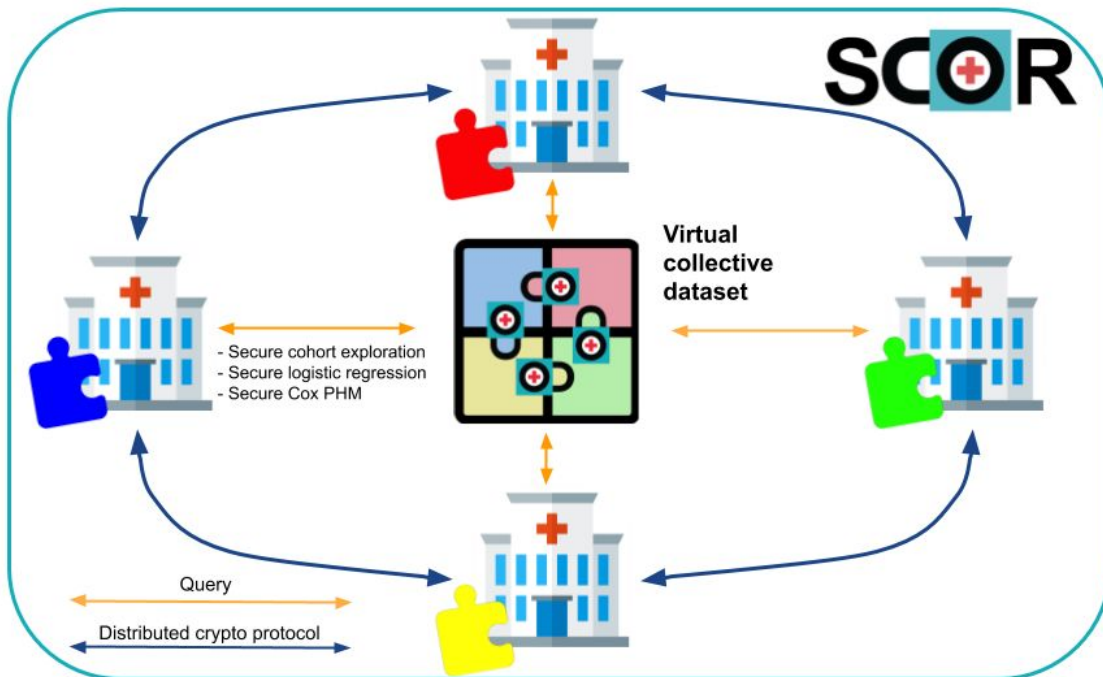 SCOR
Virtual
collective
dataset
- Secure cohort exploration
- Secure logistic regression
- Secure Cox PHM
Query
Distributed crypto protocol